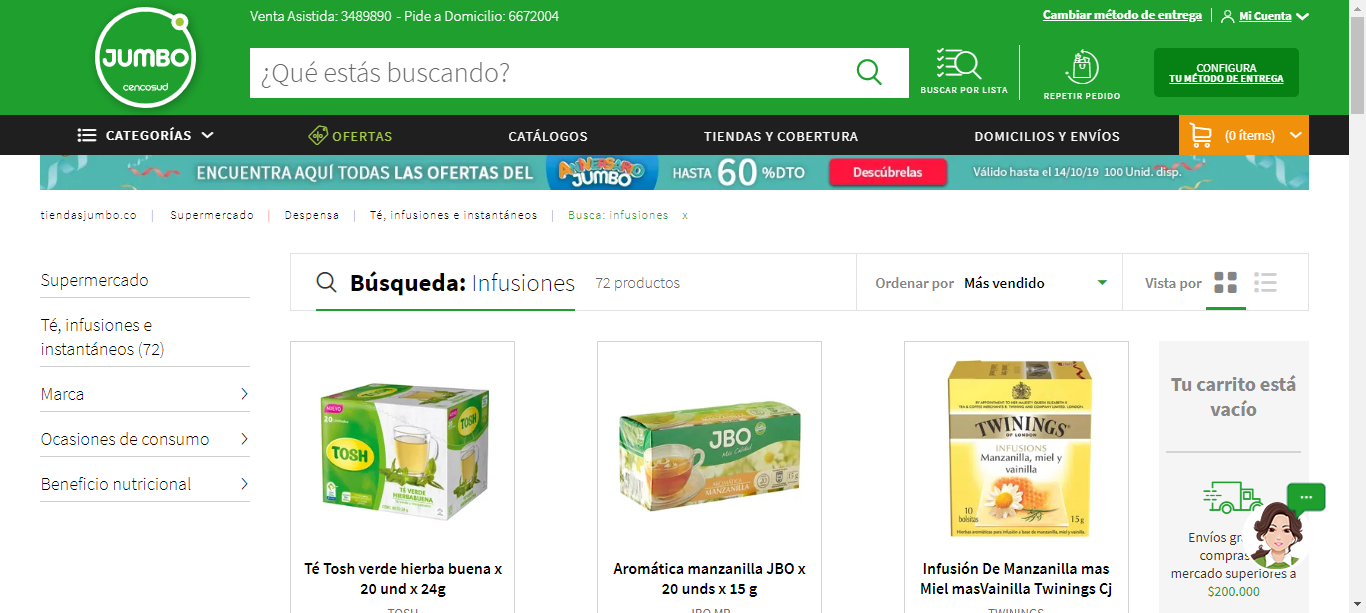 Venta Asistida: 3489890 - Pide a Domicilio: 6672004
Cambiar método de entrega
Mi Cuenta
JUMBO
cencosud
¿Qué estás buscando?
BUSCAR POR LISTA
REPETIR PEDIDO
CONFIGURA
TU MÉTODO DE ENTREGA
CATEGORÍAS
OFERTAS
CATÁLOGOS
TIENDAS Y COBERTURA
DOMICILIOS Y ENVÍOS
(0 ítems)
ENCUENTRA AQUÍ TODAS LAS OFERTAS DEL
ANIVERSARIO
JUMBO
HASTA 60 %DTO
Descúbrelas
Válido hasta el 14/10/19 100 Unid. disp.
tiendasjumbo.co | Supermercado | Despensa | Té, infusiones e instantáneos | Busca: infusiones x
Supermercado
Té, infusiones e
instantáneos (72)
Marca
Ocasiones de consumo
Beneficio nutricional
Búsqueda: Infusiones
72 productos
Ordenar por Más vendido
Vista por
NUEVO
20
TOSH
TÉ VERDE
HIERBABUENA
TOSH
JBO
MANZANILLA
TWININGS
OF LONDON
INFUSIONS
Manzanilla, miel y
vainilla
10
bolsitas
15g
Té Tosh verde hierba buena x
20 und x 24g
TOSH
Aromática manzanilla JBO x
20 unds x 15 g
JBO MP
Infusión De Manzanilla mas
Miel masVainilla Twinings Cj
TWININGS
Tu carrito está
vacío
Envíos
compras
mercado superiores a
$200.000